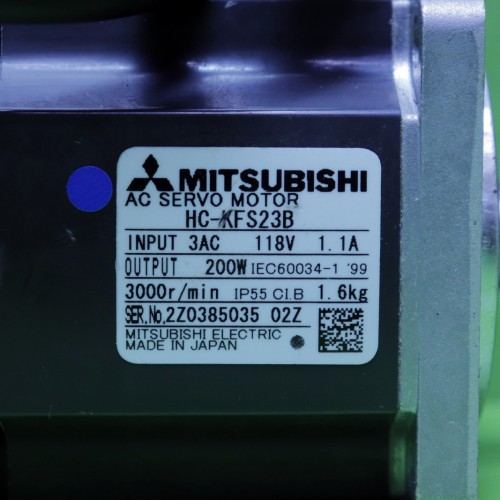 MITSUBISHI
AC SERVO MOTOR
HC-KFS23B
INPUT 3AC 118V 1.1A
OUTPUT 200W IEC60034-1 '99
3000r/min IP55 CI.B 1.6kg
SER.No.2Z0385035 02Z
MITSUBISHI ELECTRIC
MADE IN JAPAN